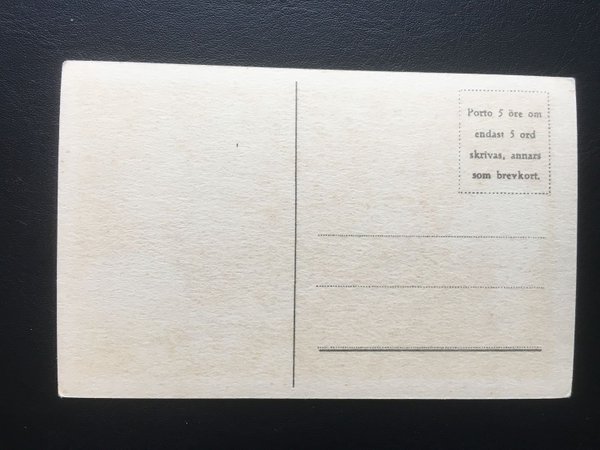 Porto 5 öre om
endast 5 ord
skrivas, annars
som brevkort.